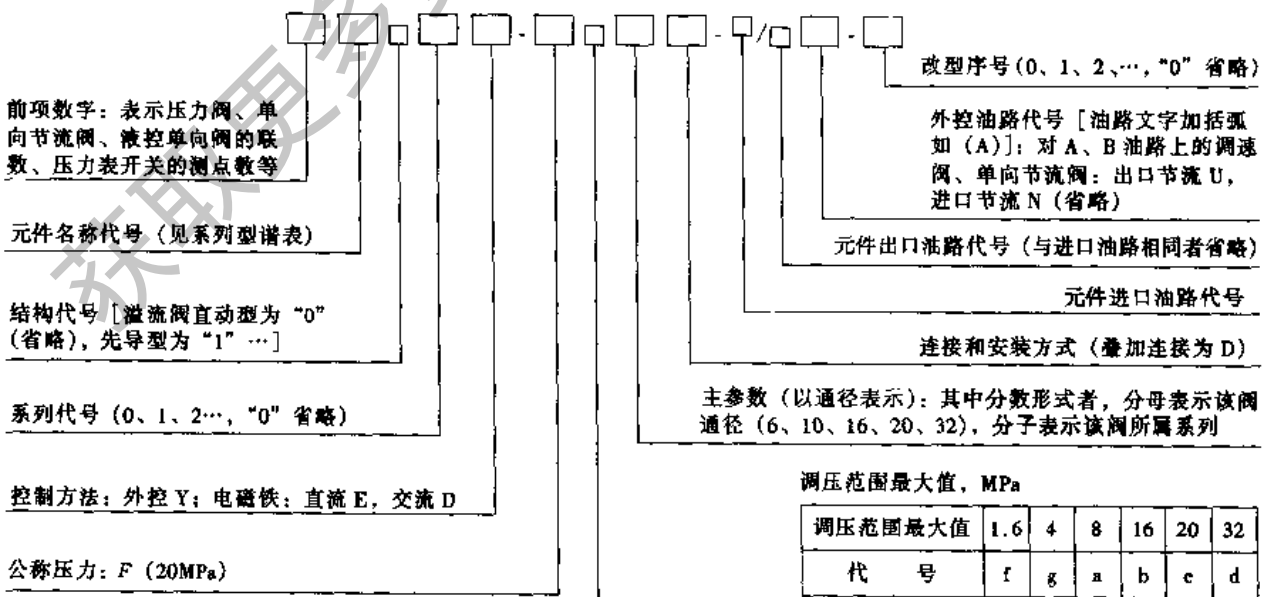 □□□□□-□□□□-□/□□-□
前项数字：表示压力阀、单
向节流阀、液控单向阀的联
数、压力表开关的测点数等
元件名称代号（见系列型谱表）
结构代号［溢流阀直动型为“0”
（省略），先导型为“1”…］
系列代号（0、1、2…，“0”省略）
控制方法：外控 Y；电磁铁：直流 E，交流 D
公称压力：F（20MPa）
改型序号（0、1、2、…，“0”省略）
外控油路代号［油路文字加括弧
如（A）］：对 A、B 油路上的调速
阀、单向节流阀：出口节流 U，
进口节流 N（省略）
元件出口油路代号（与进口油路相同者省略）
元件进口油路代号
连接和安装方式（叠加连接为 D）
主参数（以通径表示）：其中分数形式者，分母表示该阀
通径（6、10、16、20、32），分子表示该阀所属系列
调压范围最大值，MPa
调压范围最大值 1.6 4 8 16 20 32
代 号 f g a b c d
获取更多